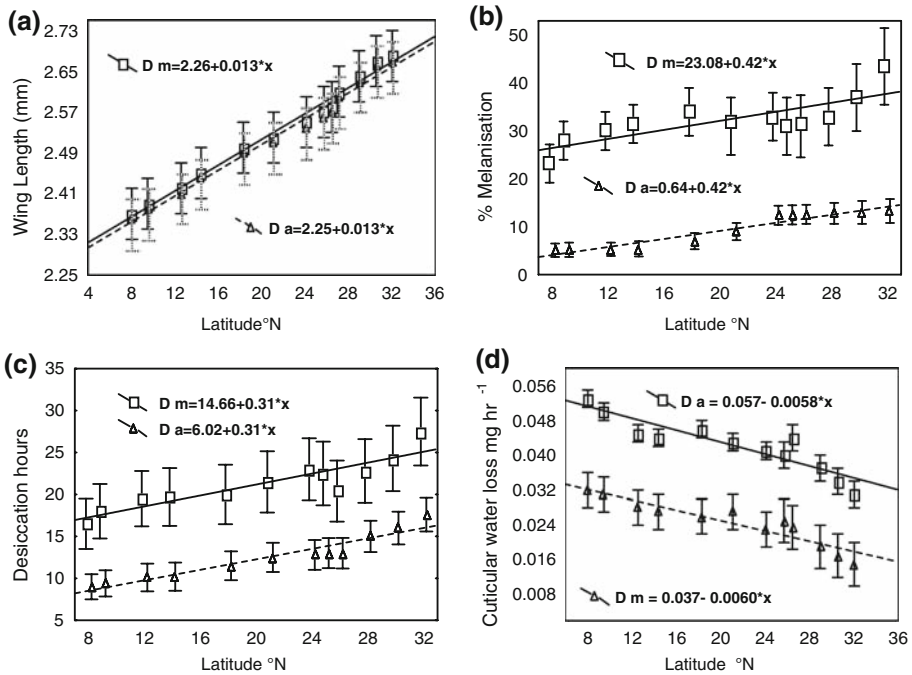 (a)
2.73
2.65
2.57
2.49
2.41
2.33
2.25
Wing Length (mm)
D m=2.26+0.013*x
D a=2.25+0.013*x
4 8 12 16 20 24 28 32 36
Latitude°N
(b)
50
40
30
20
10
0
% Melanisation
D m=23.08+0.42*x
D a=0.64+0.42*x
8 12 16 20 24 28 32
Latitude °N
(c)
35
30
25
20
15
10
5
Desiccation hours
D m=14.66+0.31*x
D a=6.02+0.31*x
8 12 16 20 24 28 32
Latitude °N
(d)
0.056
0.048
0.040
0.032
0.024
0.016
0.008
Cuticular water loss mg hr -1
D a = 0.057- 0.0058*x
D m = 0.037- 0.0060*x
8 12 16 20 24 28 32 36
Latitude °N